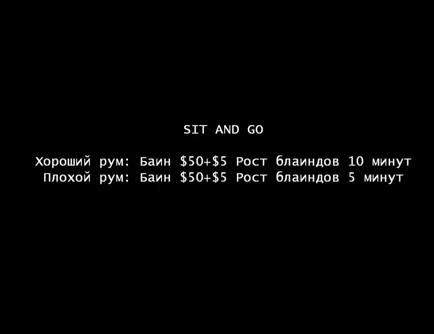 SIT AND GO
Хороший рум: Баин $50+$5 Рост блаиндов 10 минут
Плохой рум: Баин $50+$5 Рост блаиндов 5 минут